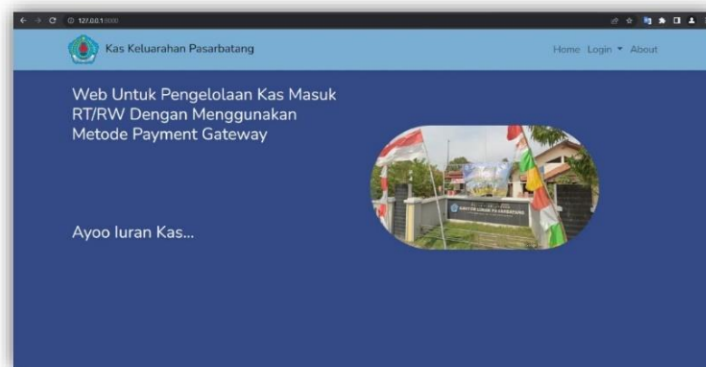 127.0.0.1:8000
Kas Keluarahan Pasarbatang
Home Login About
Web Untuk Pengelolaan Kas Masuk
RT/RW Dengan Menggunakan
Metode Payment Gateway
Ayoo Iuran Kas...